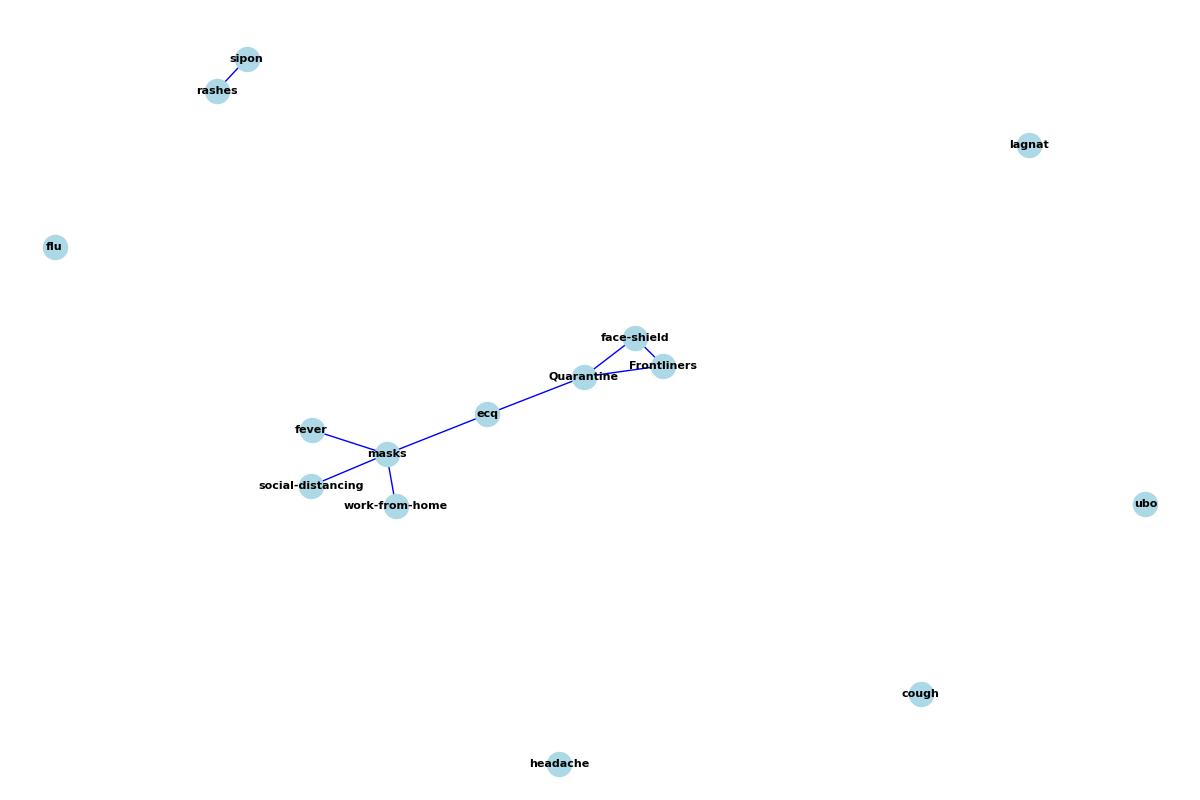 sipon
rashes
lagnat
flu
face-shield
Frontliners
Quarantine
ecq
fever
masks
social-distancing
work-from-home
ubo
cough
headache